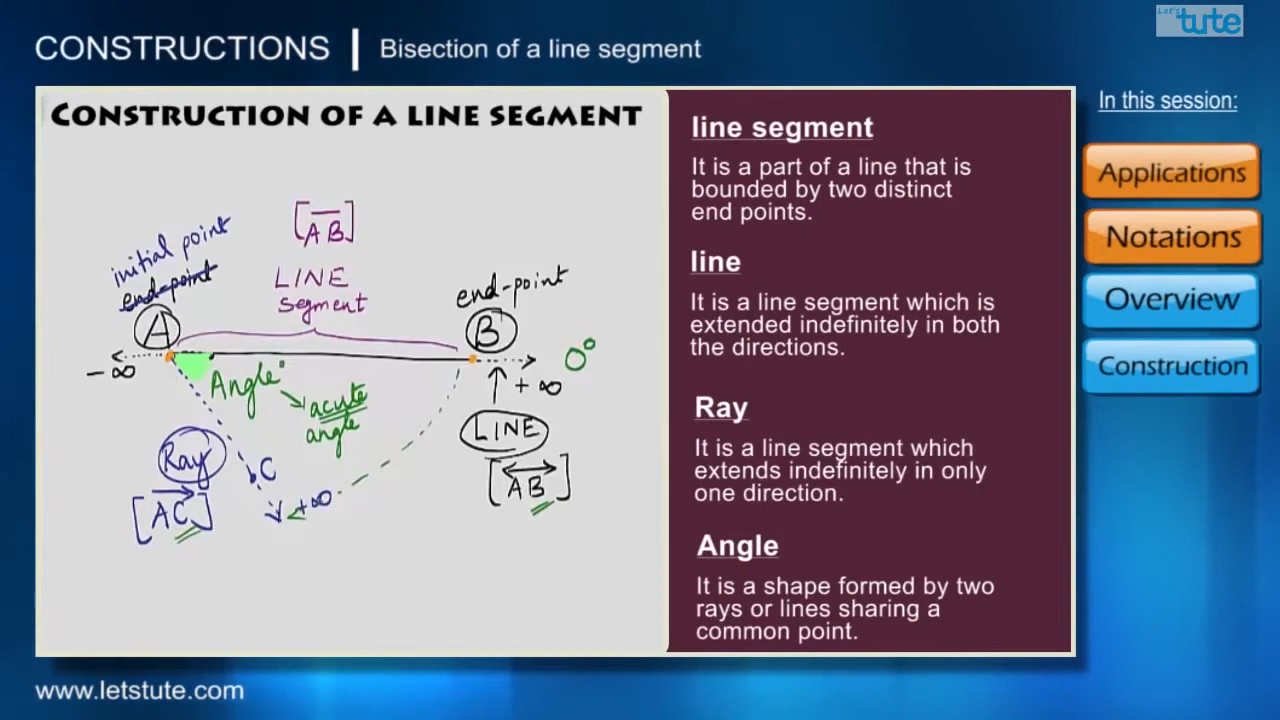 Let's tute
CONSTRUCTIONS | Bisection of a line segment
In this session:
Applications
Notations
Overview
Construction
CONSTRUCTION OF A LINE SEGMENT
[AB]
initial point
end-point
LINE
segment
end-point
A
B
0°
- ∞
+ ∞
Angle°
acute
angle
LINE
[AB]
Ray
C
[AC]
+∞
line segment
It is a part of a line that is
bounded by two distinct
end points.
line
It is a line segment which is
extended indefinitely in both
the directions.
Ray
It is a line segment which
extends indefinitely in only
one direction.
Angle
It is a shape formed by two
rays or lines sharing a
common point.
www.letstute.com